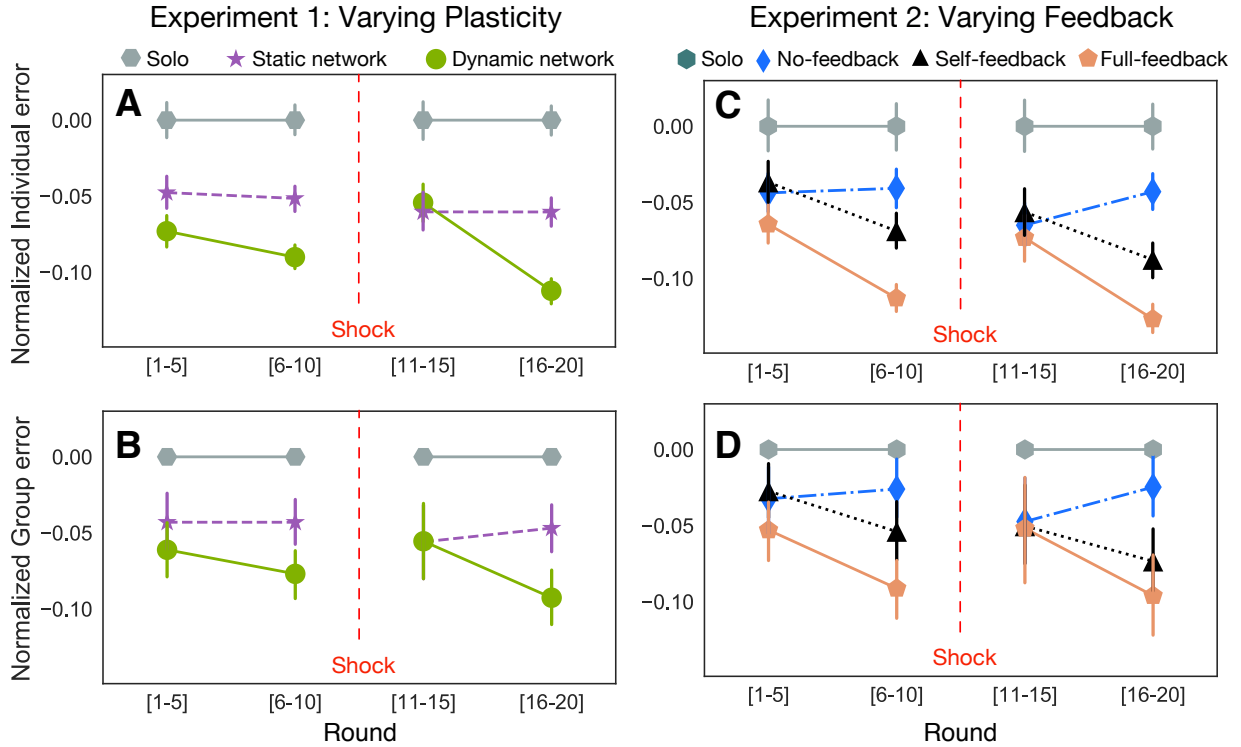 Experiment 1: Varying Plasticity
Solo Static network Dynamic network
A
Normalized Individual error
0.00
−0.05
−0.10
Shock
[1-5] [6-10] [11-15] [16-20]
B
Normalized Group error
0.00
−0.05
−0.10
Shock
[1-5] [6-10] [11-15] [16-20]
Round
Experiment 2: Varying Feedback
Solo No-feedback Self-feedback Full-feedback
C
0.00
−0.05
−0.10
Shock
[1-5] [6-10] [11-15] [16-20]
D
0.00
−0.05
−0.10
Shock
[1-5] [6-10] [11-15] [16-20]
Round